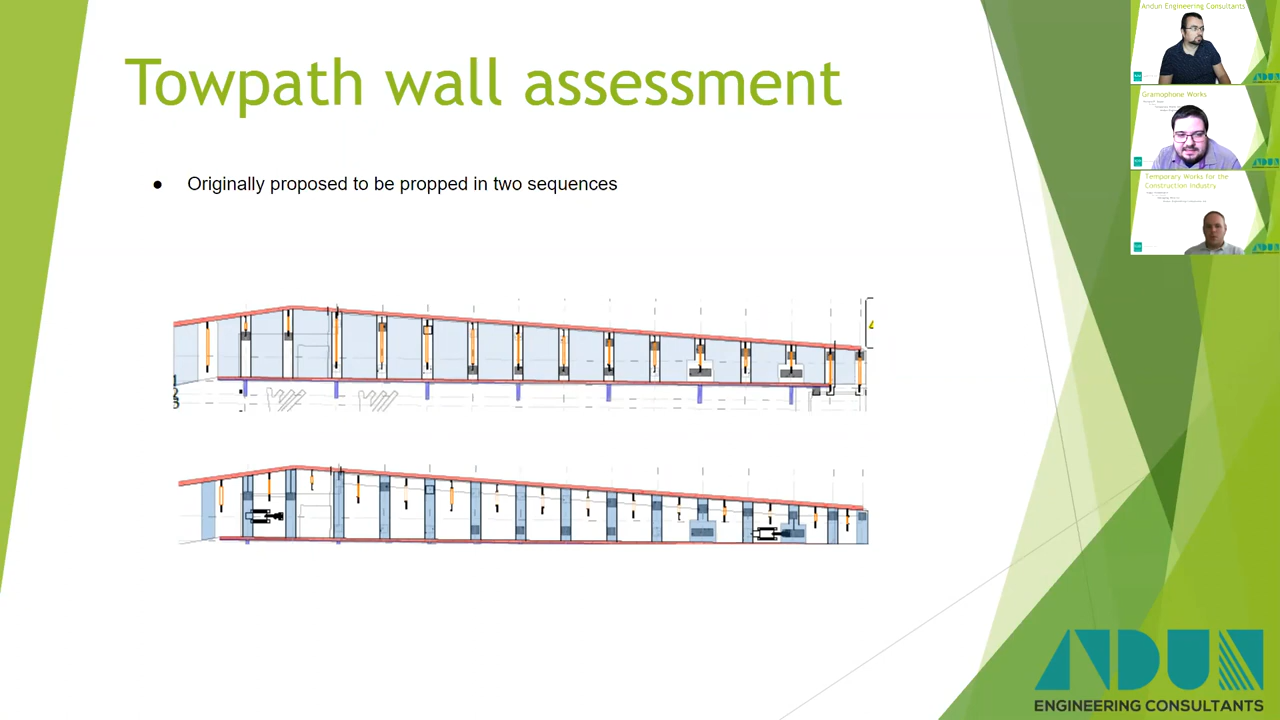 Towpath wall assessment
● Originally proposed to be propped in two sequences
Andun Engineering Consultants
Gramophone Works
Temporary Works for the
Construction Industry
ANDUN
ENGINEERING CONSULTANTS